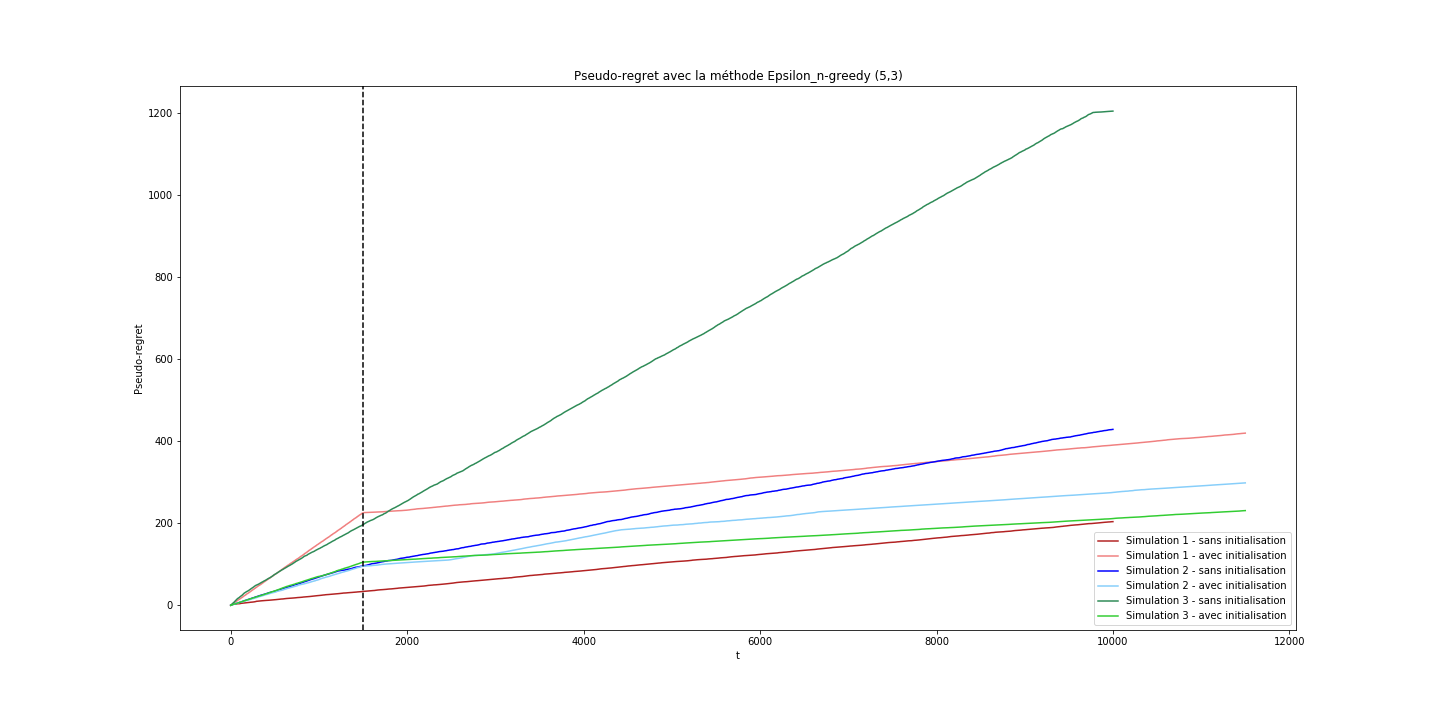 Pseudo-regret avec la méthode Epsilon_n-greedy (5,3)
1200
1000
800
600
400
200
0
Pseudo-regret
0
2000
4000
6000
8000
10000
12000
t
Simulation 1 - sans initialisation
Simulation 1 - avec initialisation
Simulation 2 - sans initialisation
Simulation 2 - avec initialisation
Simulation 3 - sans initialisation
Simulation 3 - avec initialisation